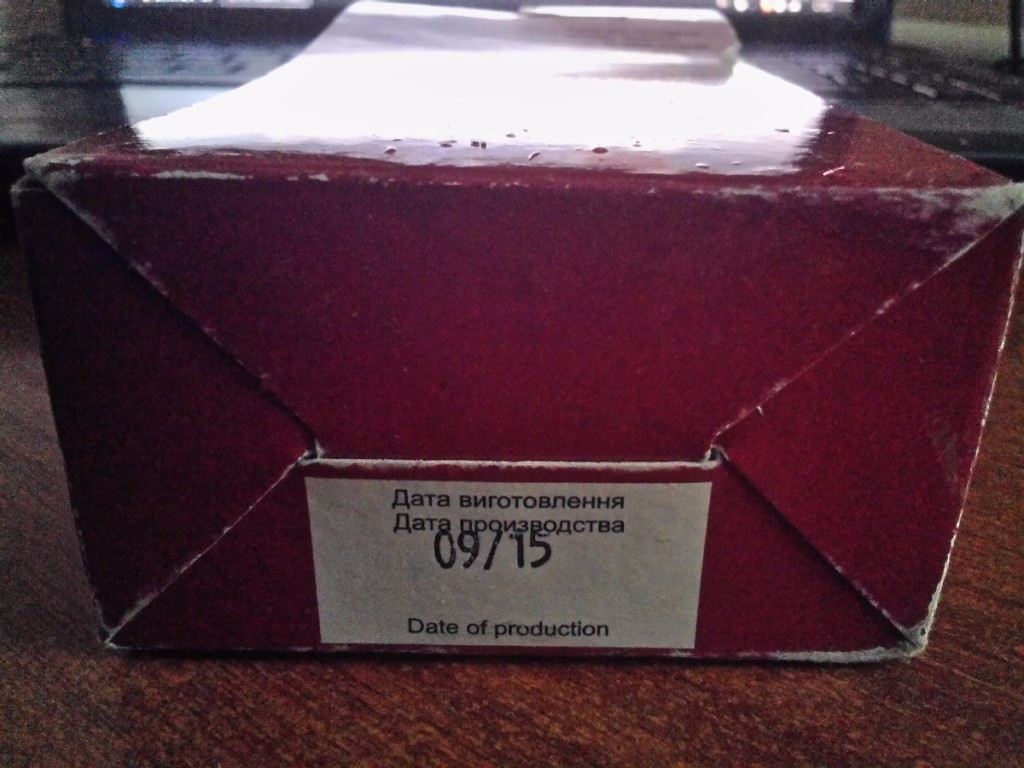 Дата виготовлення
Дата производства
09/15
Date of production